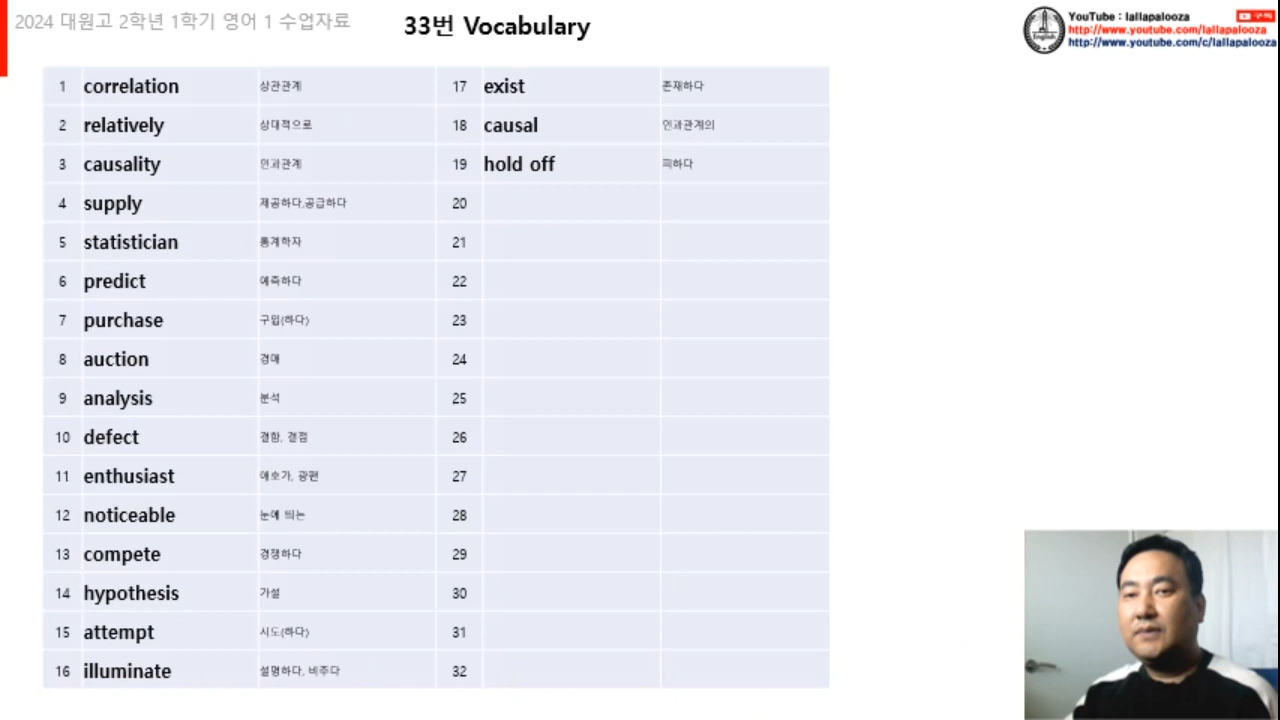 2024 대원고 2학년 1학기 영어 1 수업자료
33번 Vocabulary
YouTube : lallapalooza
http://www.youtube.com/lallapalooza
http://www.youtube.com/c/lallapalooza
1 correlation 상관관계
2 relatively 상대적으로
3 causality 인과관계
4 supply 제공하다,공급하다
5 statistician 통계학자
6 predict 예측하다
7 purchase 구입(하다)
8 auction 경매
9 analysis 분석
10 defect 결함, 결점
11 enthusiast 애호가, 광팬
12 noticeable 눈에 띄는
13 compete 경쟁하다
14 hypothesis 가설
15 attempt 시도(하다)
16 illuminate 설명하다, 비추다
17 exist 존재하다
18 causal 인과관계의
19 hold off 피하다
20
21
22
23
24
25
26
27
28
29
30
31
32